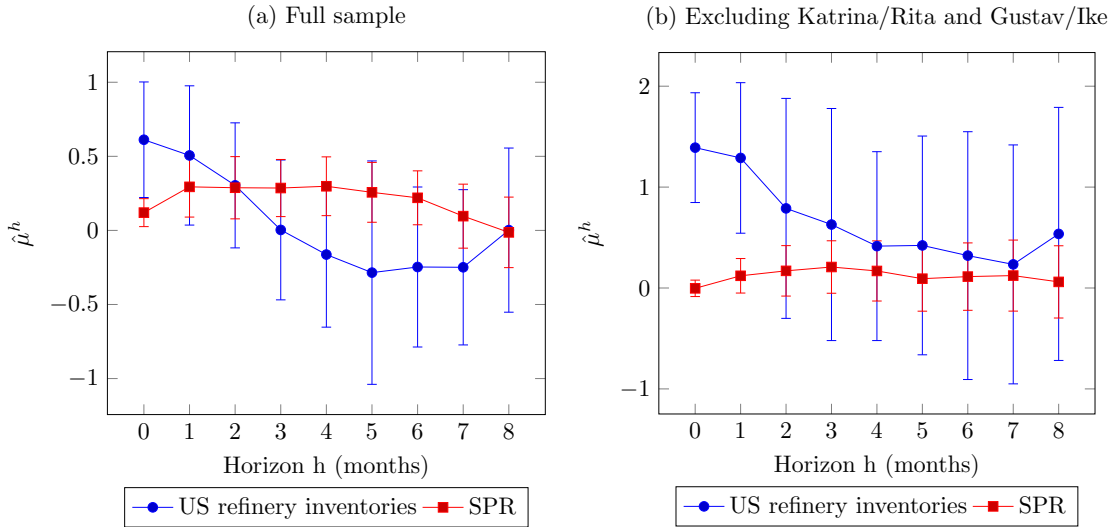 (a) Full sample
1
0.5
0
−0.5
−1
μ̂^h
0 1 2 3 4 5 6 7 8
Horizon h (months)
US refinery inventories SPR
(b) Excluding Katrina/Rita and Gustav/Ike
2
1
0
−1
μ̂^h
0 1 2 3 4 5 6 7 8
Horizon h (months)
US refinery inventories SPR